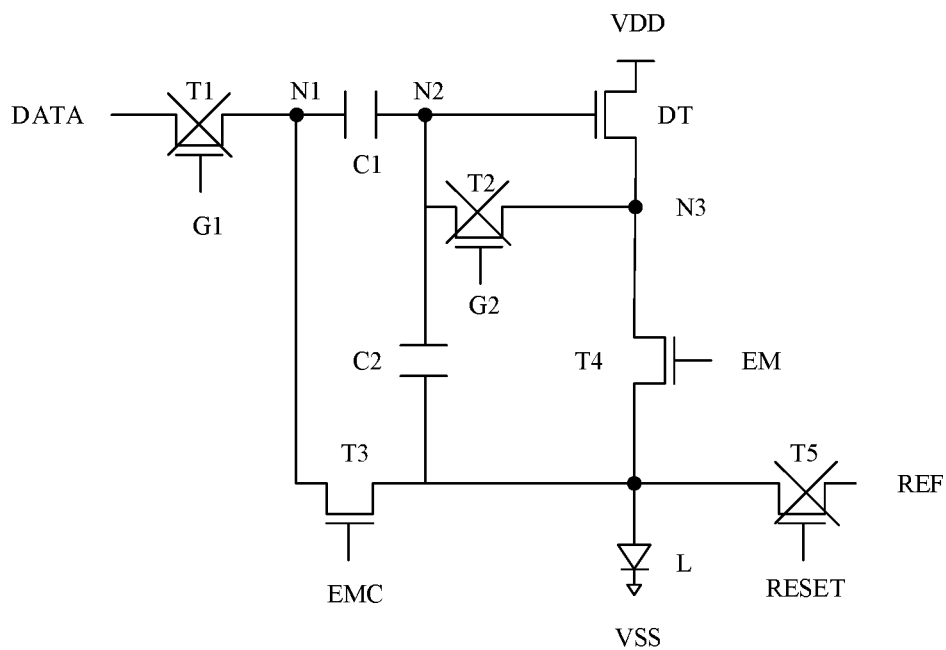 VDD
T1
N1
N2
DATA
DT
C1
T2
N3
G1
G2
C2
T4
EM
T3
T5
REF
L
EMC
RESET
VSS